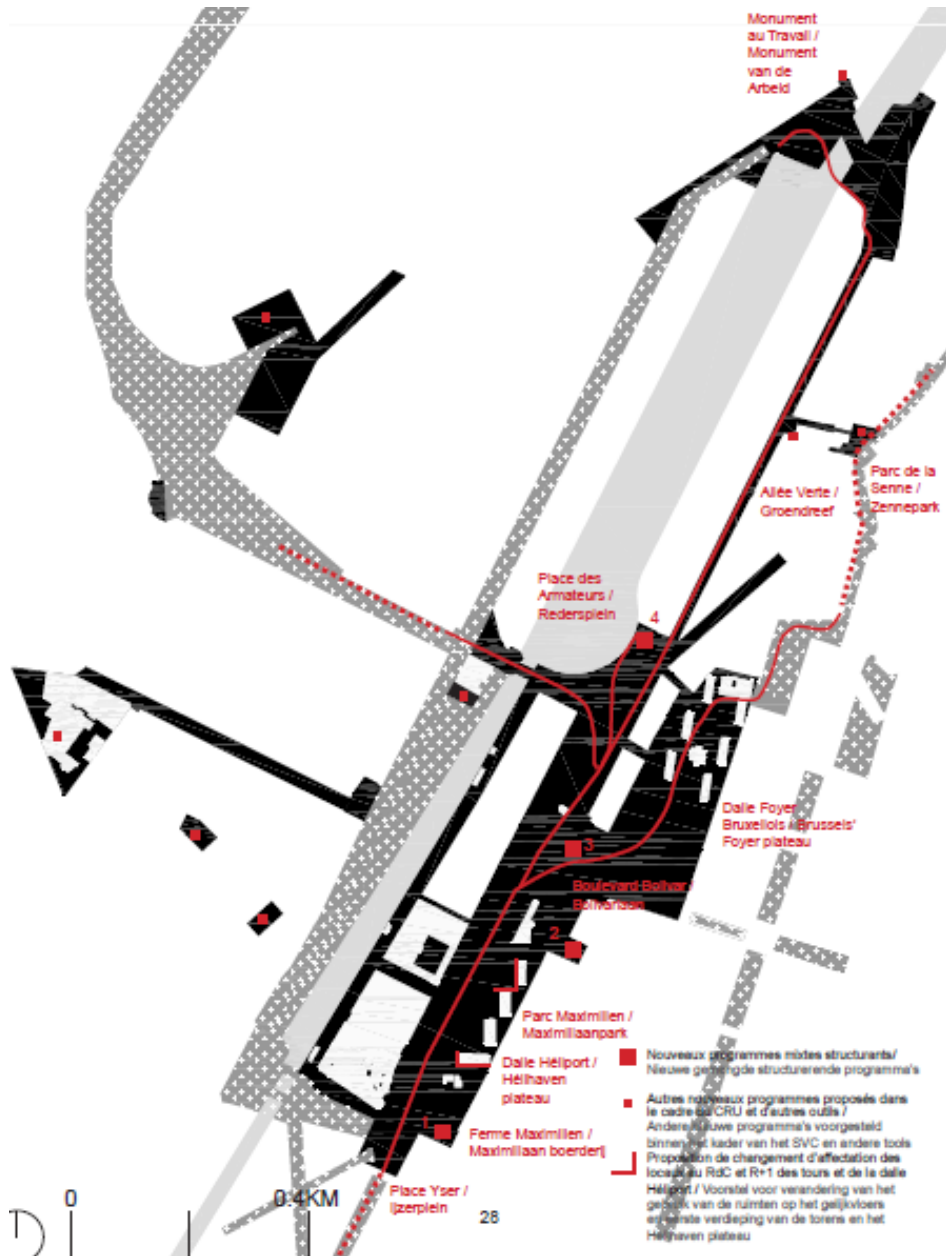 Monument
au Travail /
Monument
van de
Arbeid
Allée Verte /
Groendreef
Parc de la
Senne /
Zennepark
Place des
Armateurs /
Redersplein
4
Dalle Foyer
Bruxellois / Brussels'
Foyer plateau
3
Boulevard Bolivar /
Bolivarlaan
2
Parc Maximilien /
Maximiliaanpark
Dalle Héliport /
Hélihaven
plateau
1
Ferme Maximilien /
Maximiliaan boerderij
Place Yser /
Ijzerplein
Nouveaux programmes mixtes structurants/
Nieuwe gemengde structurerende programma's
Autres nouveaux programmes proposés dans
le cadre du CRU et d'autres outils /
Andere nieuwe programma's voorgesteld
binnen het kader van het SVC en andere tools
Proposition de changement d'affectation des
locaux au RdC et R+1 des tours et de la dalle
Héliport / Voorstel voor verandering van het
gebruik van de ruimten op het gelijkvloers
en eerste verdieping van de torens en het
Helihaven plateau
0
0.4KM
28